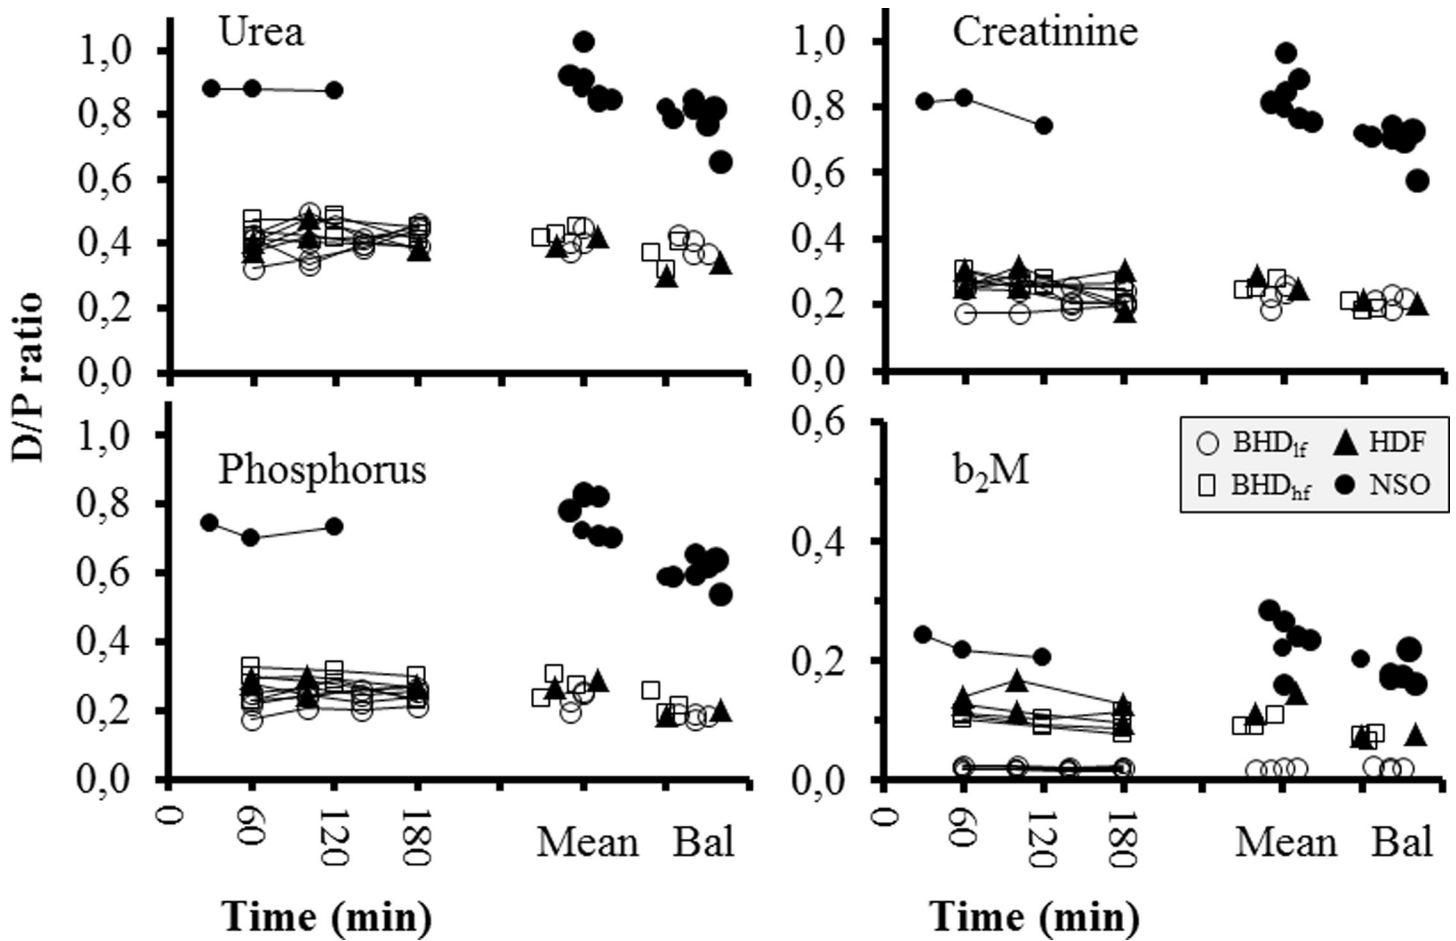 Urea
1,0
0,8
0,6
0,4
0,2
0,0
Creatinine
1,0
0,8
0,6
0,4
0,2
0,0
D/P ratio
Phosphorus
1,0
0,8
0,6
0,4
0,2
0,0
0
60
120
180
Mean
Bal
Time (min)
b₂M
0,6
0,4
0,2
0,0
BHDlf
HDF
BHDhf
NSO
0
60
120
180
Mean
Bal
Time (min)